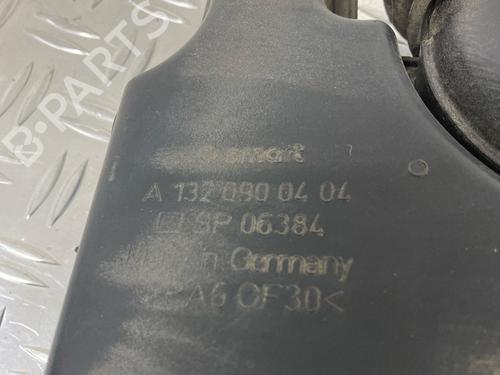 smart
A 132 090 04 04
SP 06384
in Germany
PA6 GF30<
B-Parts